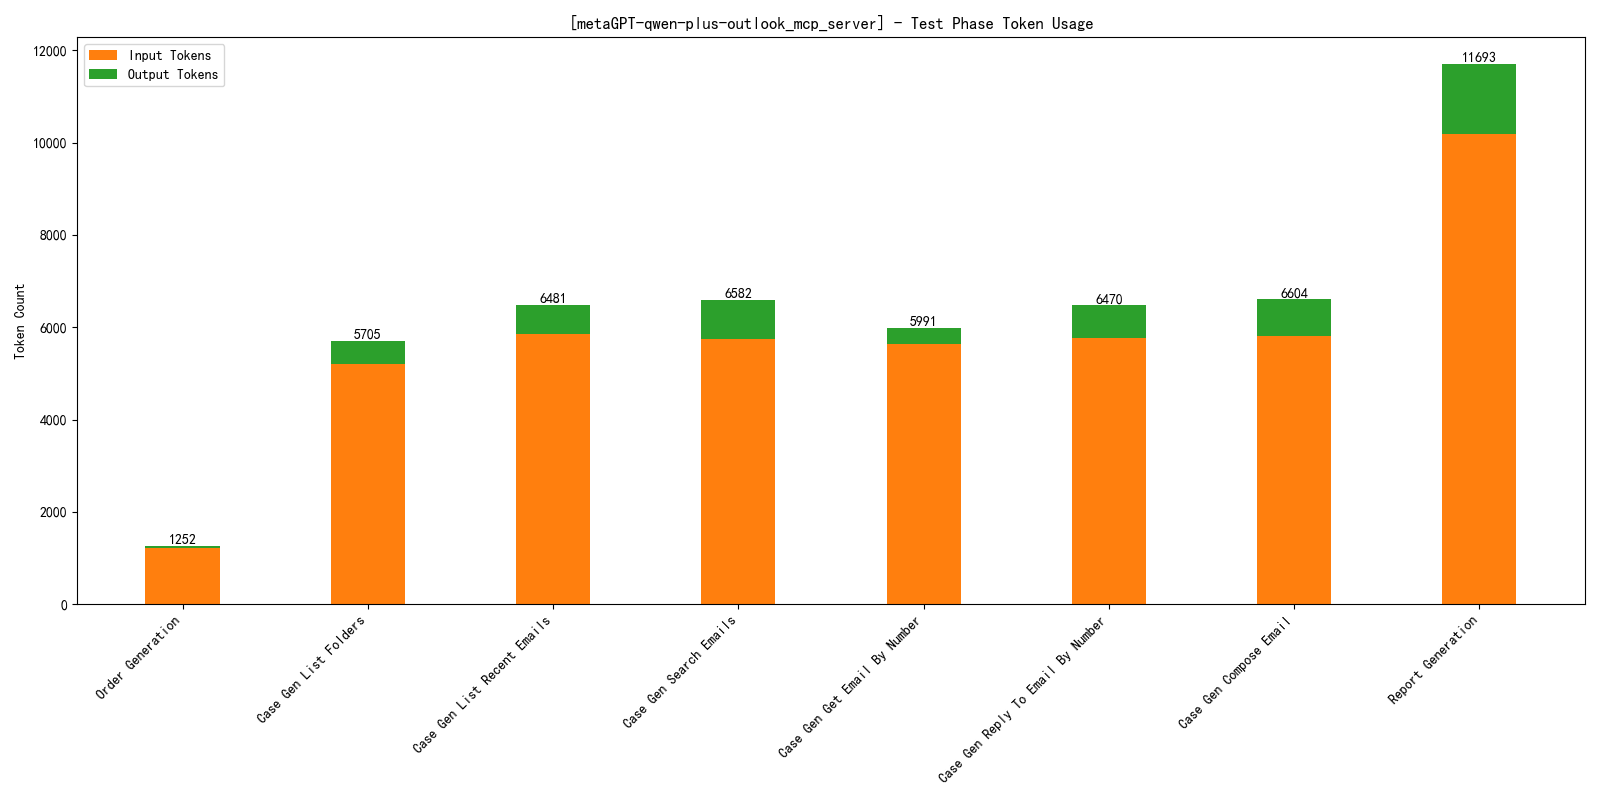 [metaGPT-qwen-plus-outlook_mcp_server] - Test Phase Token Usage
Input Tokens
Output Tokens
Token Count
12000
10000
8000
6000
4000
2000
0
1252
5705
6481
6582
5991
6470
6604
11693
Order Generation
Case Gen List Folders
Case Gen List Recent Emails
Case Gen Search Emails
Case Gen Get Email By Number
Case Gen Reply To Email By Number
Case Gen Compose Email
Report Generation